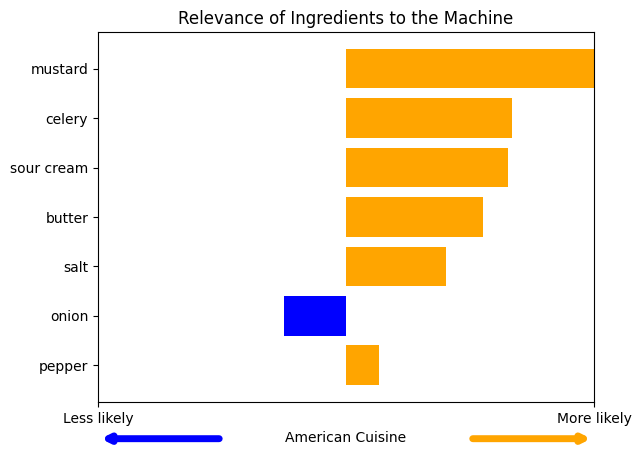 Relevance of Ingredients to the Machine
mustard
celery
sour cream
butter
salt
onion
pepper
Less likely
More likely
American Cuisine